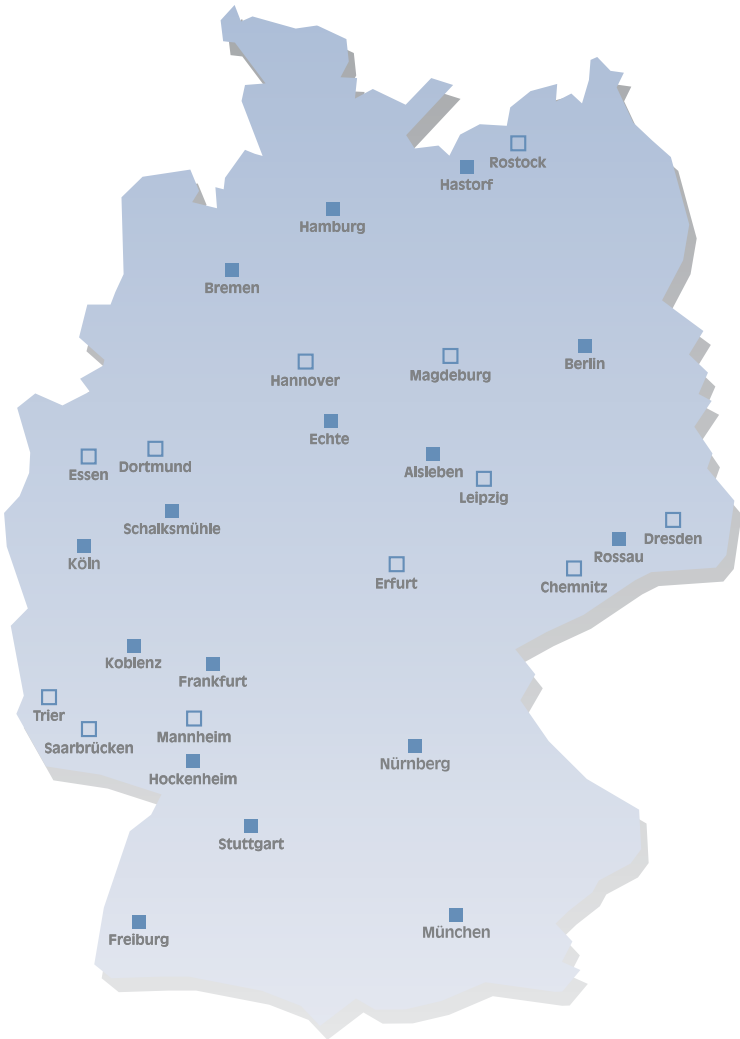 Rostock
Hastorf
Hamburg
Bremen
Berlin
Magdeburg
Hannover
Echte
Dortmund
Essen
Alsleben
Leipzig
Schalksmühle
Dresden
Rossau
Köln
Erfurt
Chemnitz
Koblenz
Frankfurt
Trier
Mannheim
Saarbrücken
Nürnberg
Hockenheim
Stuttgart
München
Freiburg